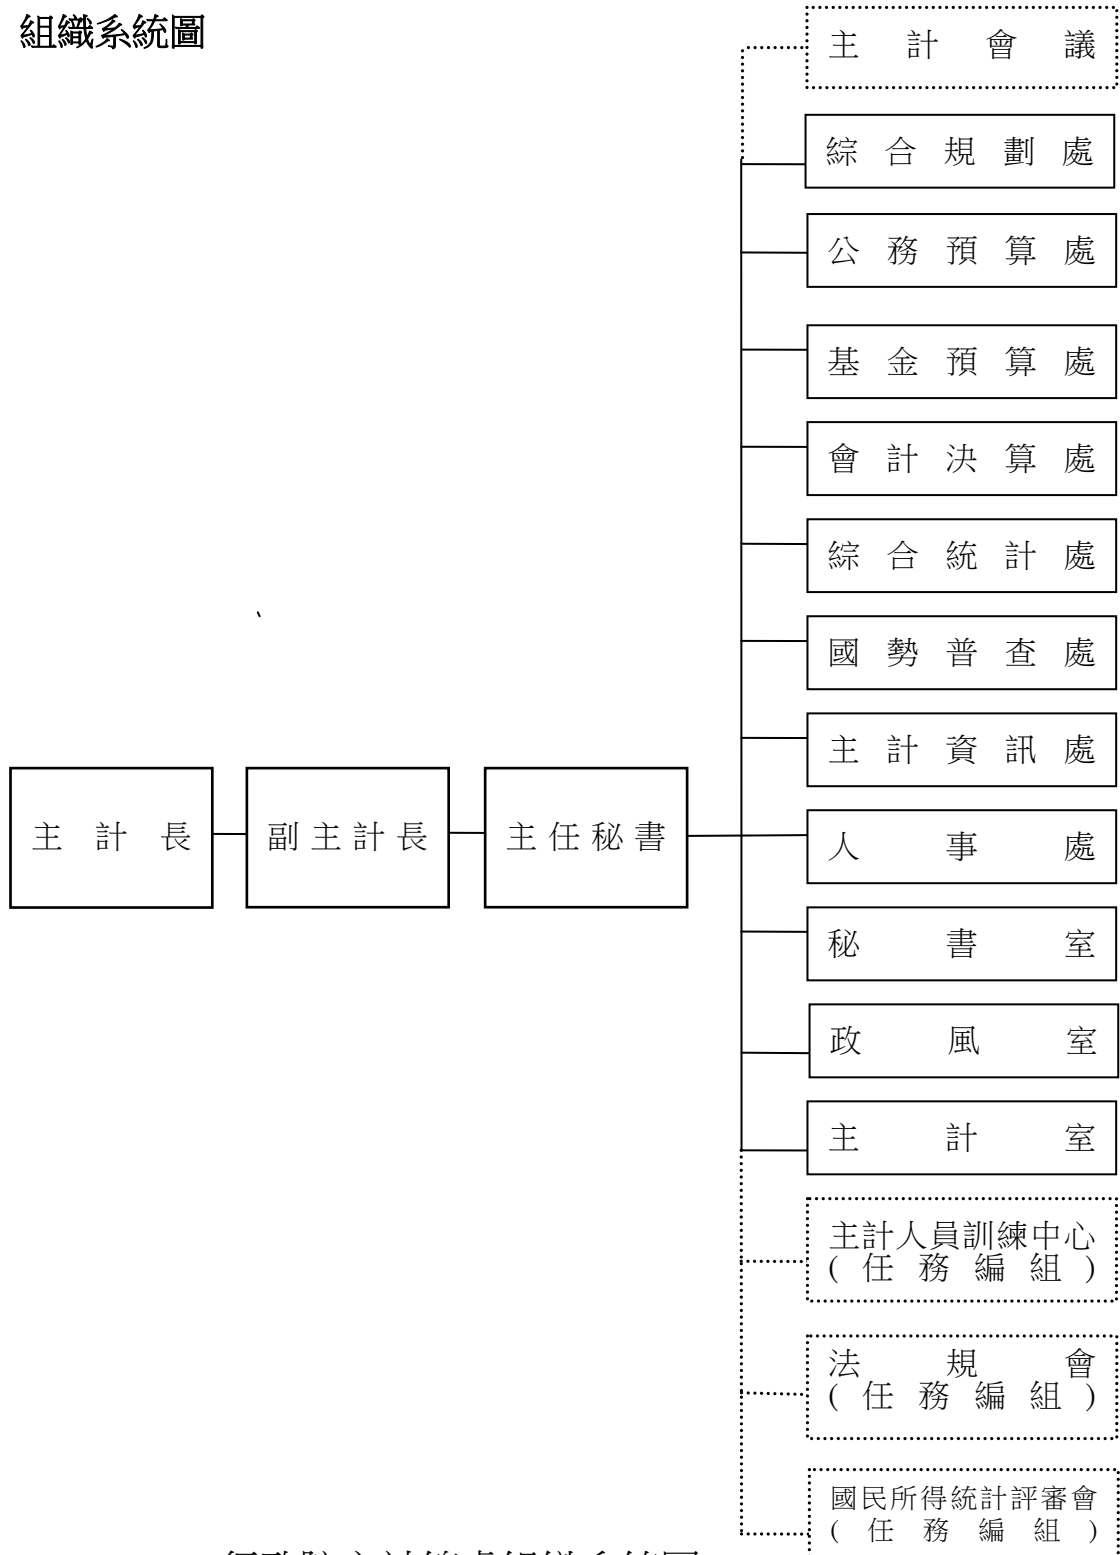 組織系統圖
主計會議
綜合規劃處
公務預算處
基金預算處
會計決算處
綜合統計處
國勢普查處
主計資訊處
、
主計長
副主計長
主任秘書
人事處
秘書室
政風室
主計室
主計人員訓練中心
(任務編組)
法規會
(任務編組)
國民所得統計評審會
(任務編組)